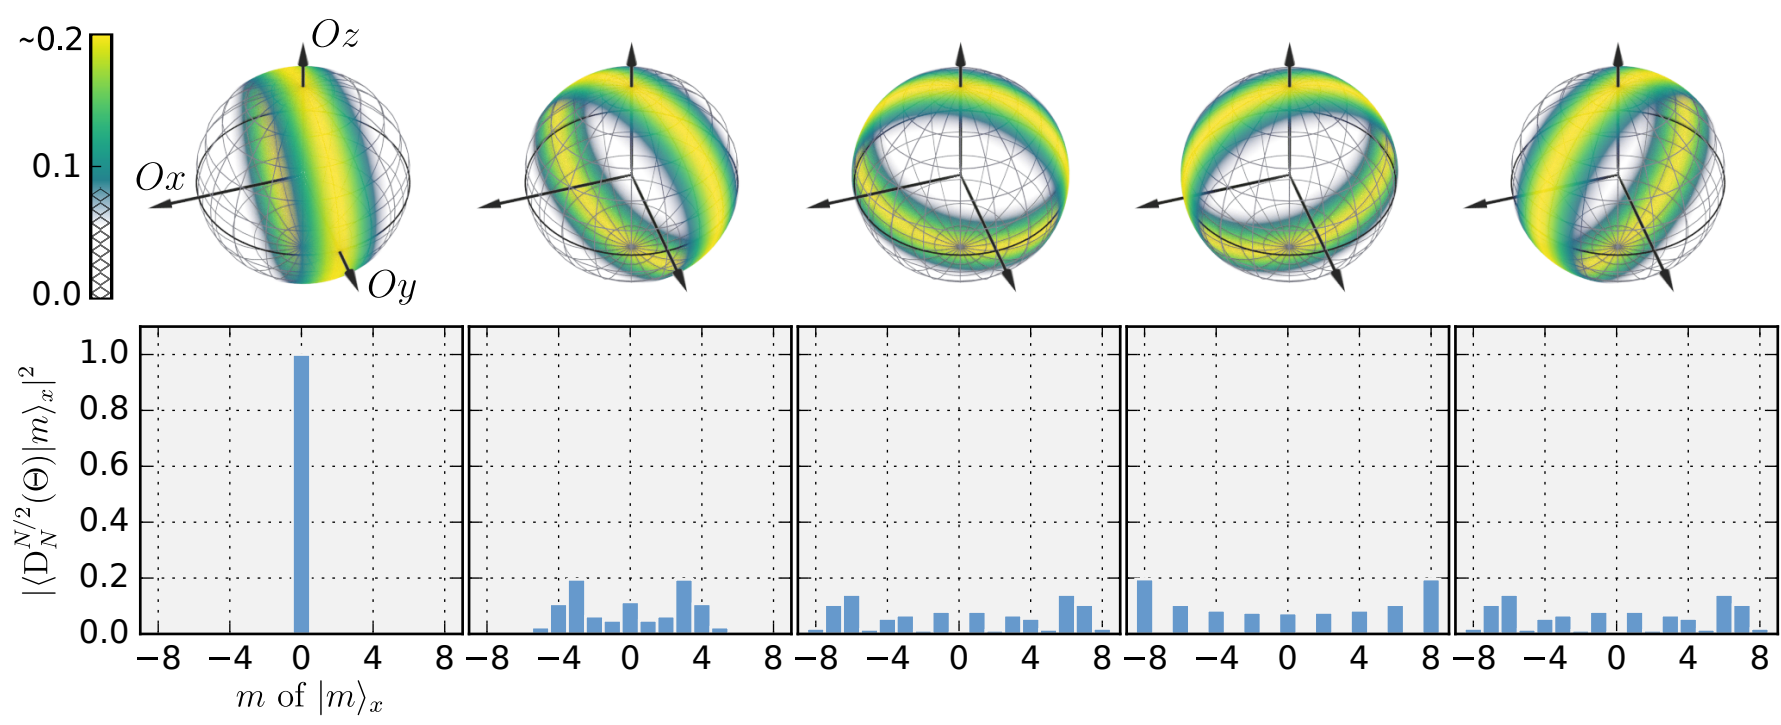 ~0.2
0.1
0.0
Oz
Ox
Oy
|⟨D_N^{N/2}(Θ)|m⟩_x|²
1.0
0.8
0.6
0.4
0.2
0.0
−8 −4 0 4 8
−8 −4 0 4 8
−8 −4 0 4 8
−8 −4 0 4 8
−8 −4 0 4 8
m of |m⟩_x